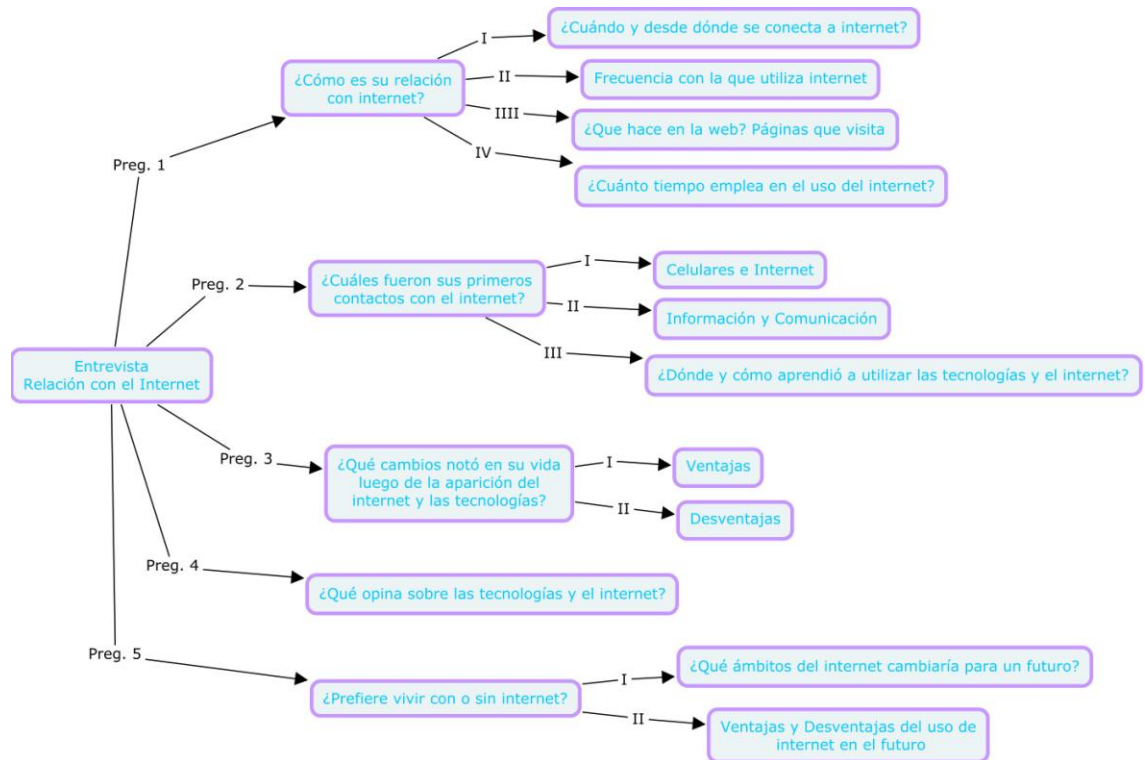 Entrevista
Relación con el Internet
Preg. 1
¿Cómo es su relación
con internet?
I
¿Cuándo y desde dónde se conecta a internet?
II
Frecuencia con la que utiliza internet
IIII
¿Que hace en la web? Páginas que visita
IV
¿Cuánto tiempo emplea en el uso del internet?
Preg. 2
¿Cuáles fueron sus primeros
contactos con el internet?
I
Celulares e Internet
II
Información y Comunicación
III
¿Dónde y cómo aprendió a utilizar las tecnologías y el internet?
Preg. 3
¿Qué cambios notó en su vida
luego de la aparición del
internet y las tecnologías?
I
Ventajas
II
Desventajas
Preg. 4
¿Qué opina sobre las tecnologías y el internet?
Preg. 5
¿Prefiere vivir con o sin internet?
I
¿Qué ámbitos del internet cambiaría para un futuro?
II
Ventajas y Desventajas del uso de
internet en el futuro